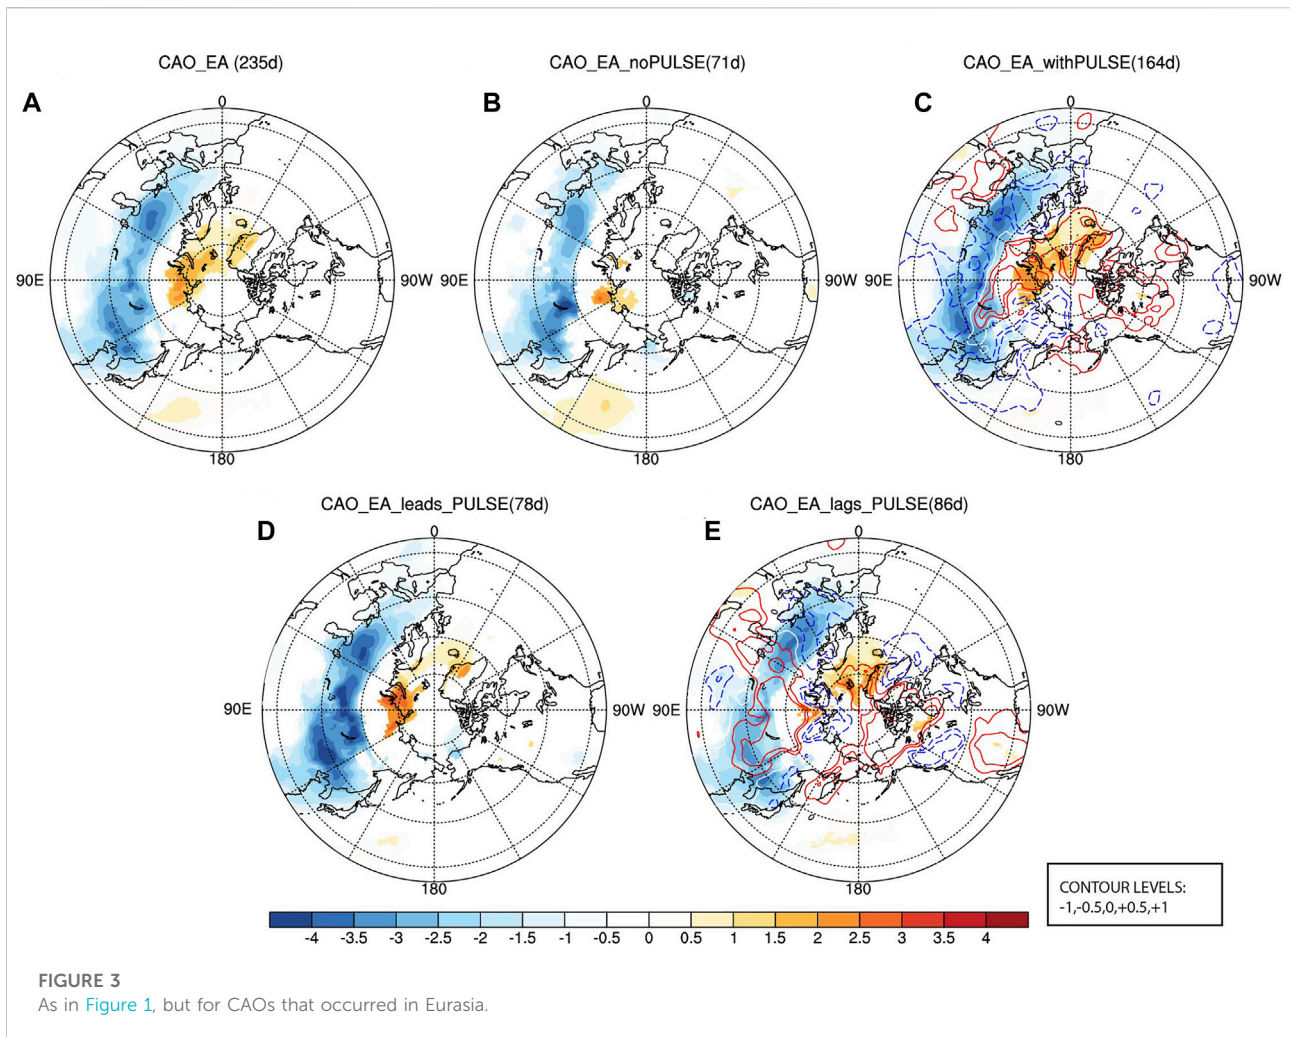 CAO_EA (235d)
CAO_EA_noPULSE(71d)
CAO_EA_withPULSE(164d)
A
B
C
0
0
0
90E
90W
90E
90W
90E
90W
180
180
180
CAO_EA_leads_PULSE(78d)
CAO_EA_lags_PULSE(86d)
D
E
0
0
90E
90W
90E
90W
180
180
CONTOUR LEVELS:
-1,-0.5,0,+0.5,+1
-4 -3.5 -3 -2.5 -2 -1.5 -1 -0.5 0 0.5 1 1.5 2 2.5 3 3.5 4
FIGURE 3
As in Figure 1, but for CAOs that occurred in Eurasia.